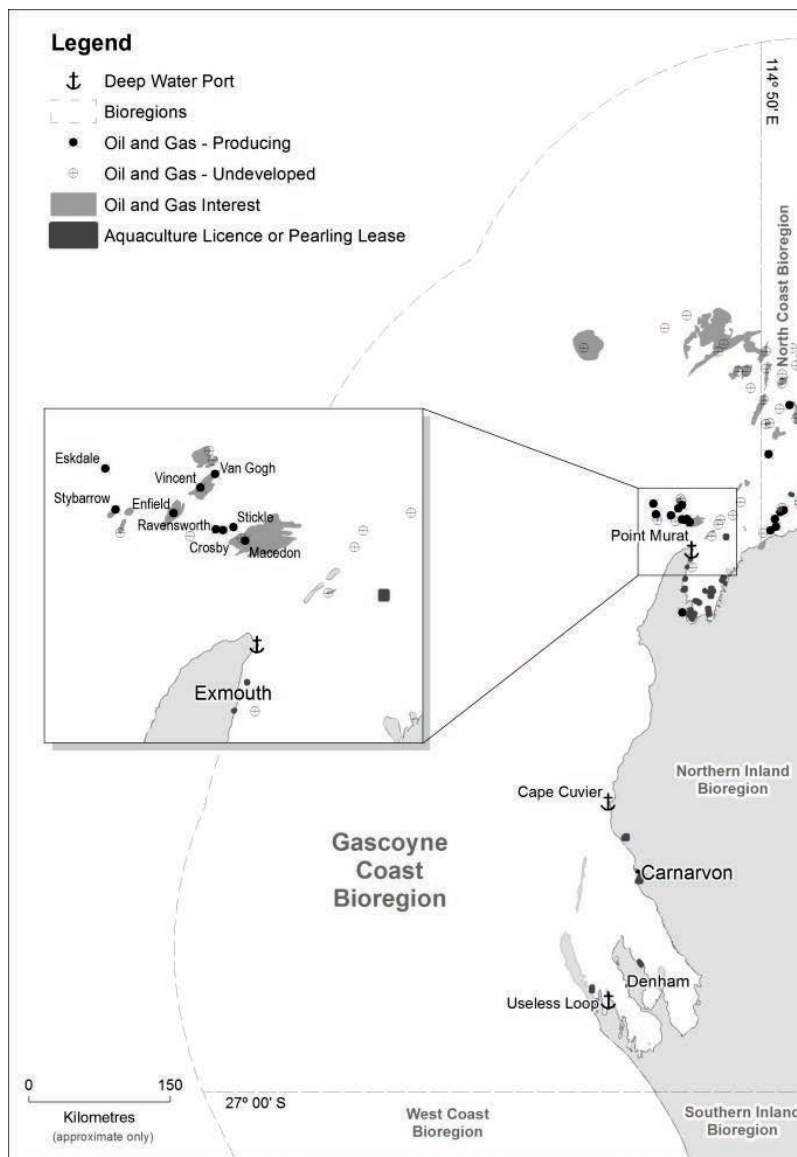 Legend
Deep Water Port
Bioregions
Oil and Gas - Producing
Oil and Gas - Undeveloped
Oil and Gas Interest
Aquaculture Licence or Pearling Lease
114° 50' E
North Coast Bioregion
Eskdale
Van Gogh
Vincent
Stybarrow
Enfield
Stickle
Ravensworth
Crosby
Macedon
Point Murat
Exmouth
Northern Inland
Bioregion
Cape Cuvier
Gascoyne
Coast
Bioregion
Carnarvon
Denham
Useless Loop
0
150
Kilometres
(approximate only)
27° 00' S
West Coast
Bioregion
Southern Inland
Bioregion